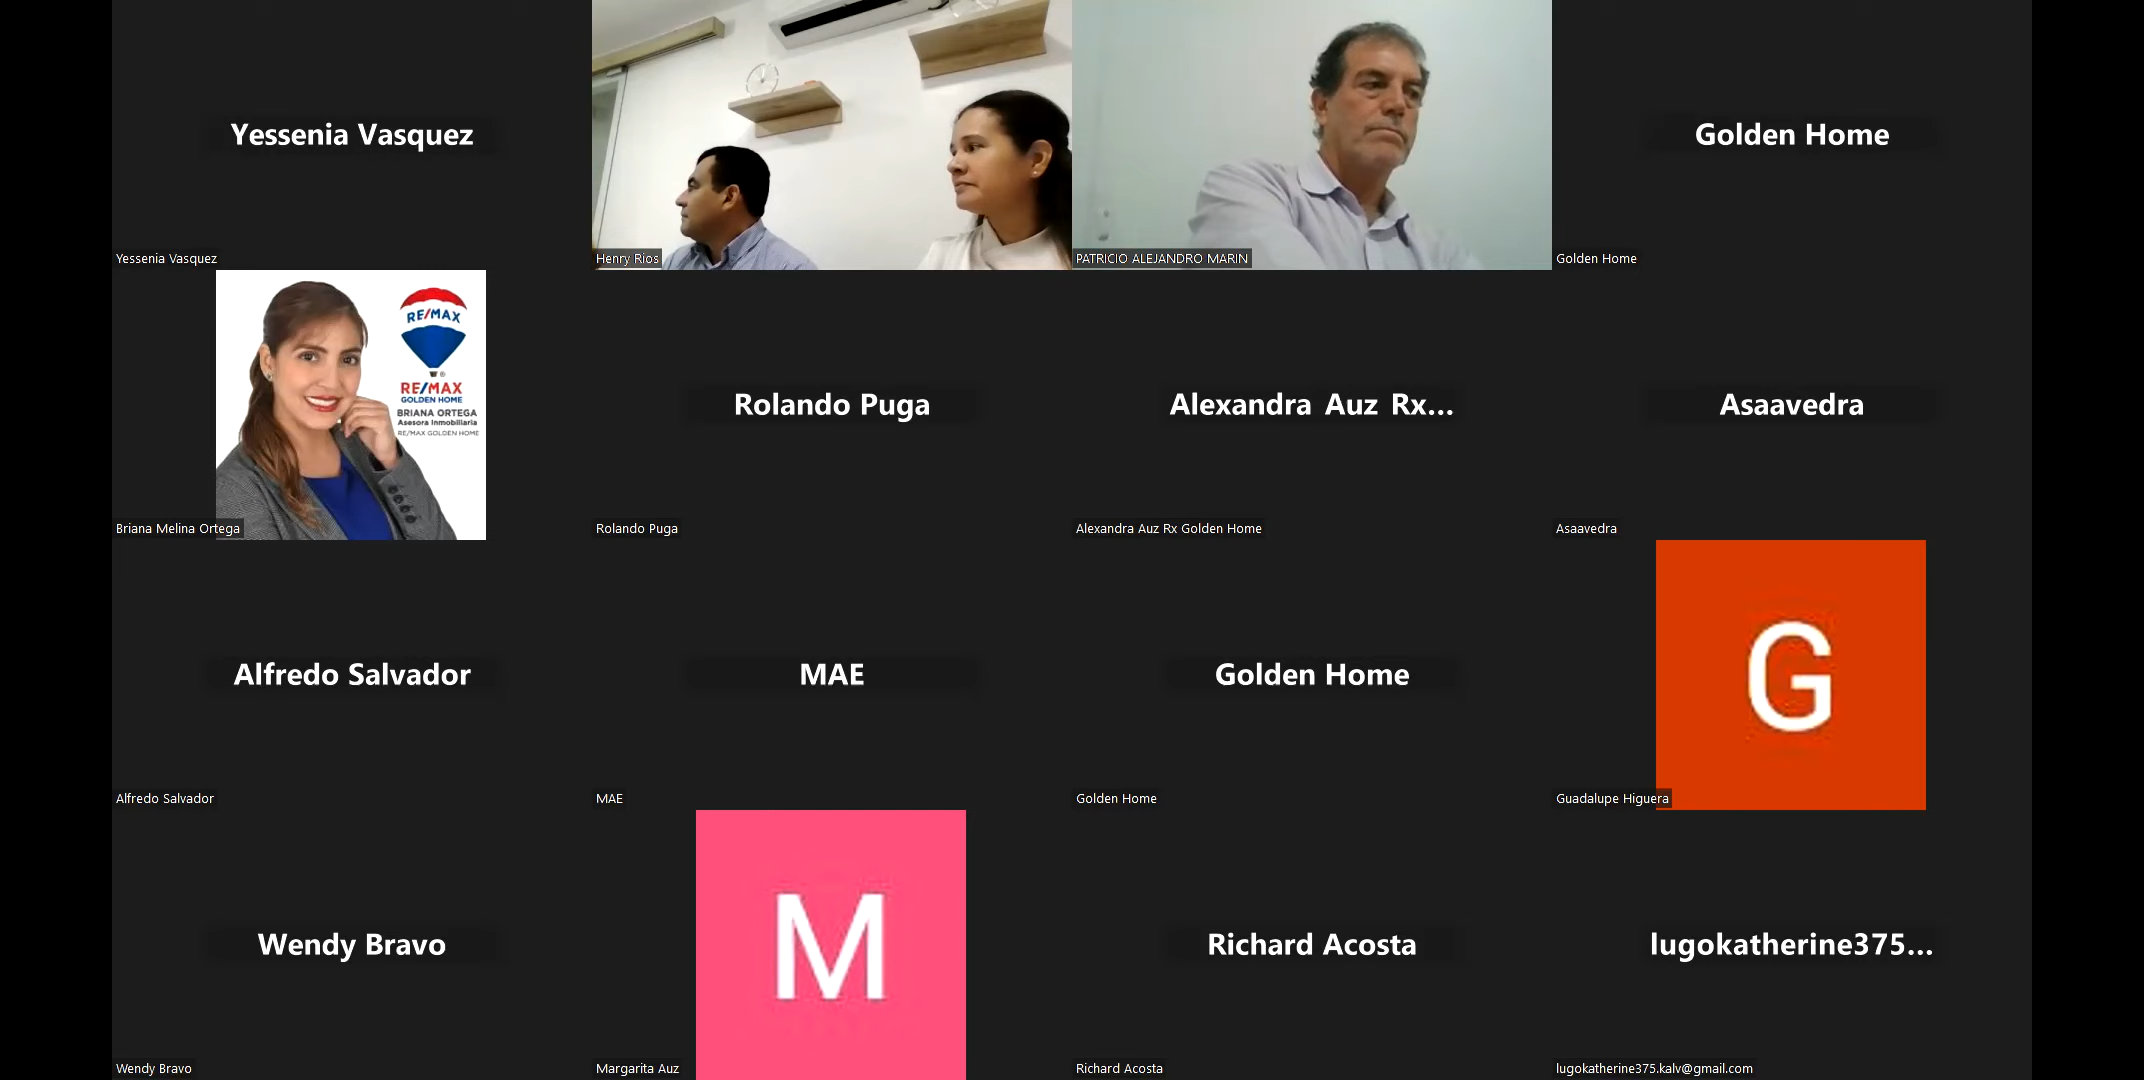 Yessenia Vasquez
Golden Home
Yessenia Vasquez
Henry Rios
PATRICIO ALEJANDRO MARIN
Golden Home
RE/MAX
RE/MAX
GOLDEN HOME
BRIANA ORTEGA
Asesora Inmobiliaria
RE/MAX GOLDEN HOME
Rolando Puga
Alexandra Auz Rx...
Asaavedra
Briana Melina Ortega
Rolando Puga
Alexandra Auz Rx Golden Home
Asaavedra
Alfredo Salvador
MAE
Golden Home
G
Alfredo Salvador
MAE
Golden Home
Guadalupe Higuera
Wendy Bravo
M
Richard Acosta
lugokatherine375...
Wendy Bravo
Margarita Auz
Richard Acosta
lugokatherine375.kalv@gmail.com